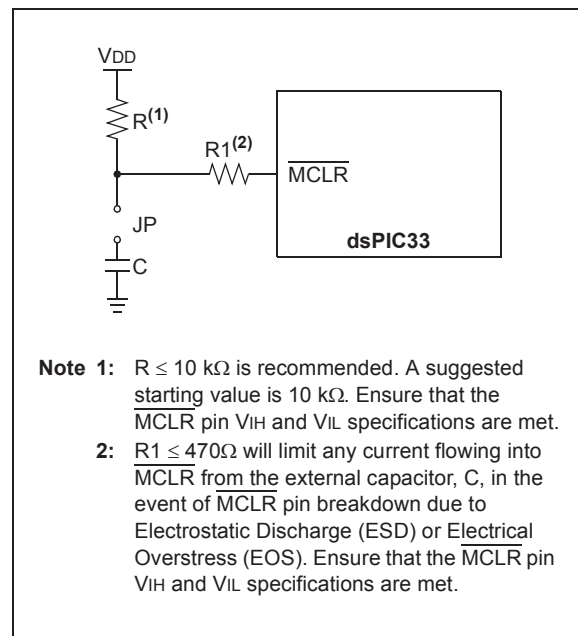 VDD
R(1)
R1(2)
MCLR
JP
dsPIC33
C
Note 1: R ≤ 10 kΩ is recommended. A suggested
starting value is 10 kΩ. Ensure that the
MCLR pin VIH and VIL specifications are met.
2: R1 ≤ 470Ω will limit any current flowing into
MCLR from the external capacitor, C, in the
event of MCLR pin breakdown due to
Electrostatic Discharge (ESD) or Electrical
Overstress (EOS). Ensure that the MCLR pin
VIH and VIL specifications are met.